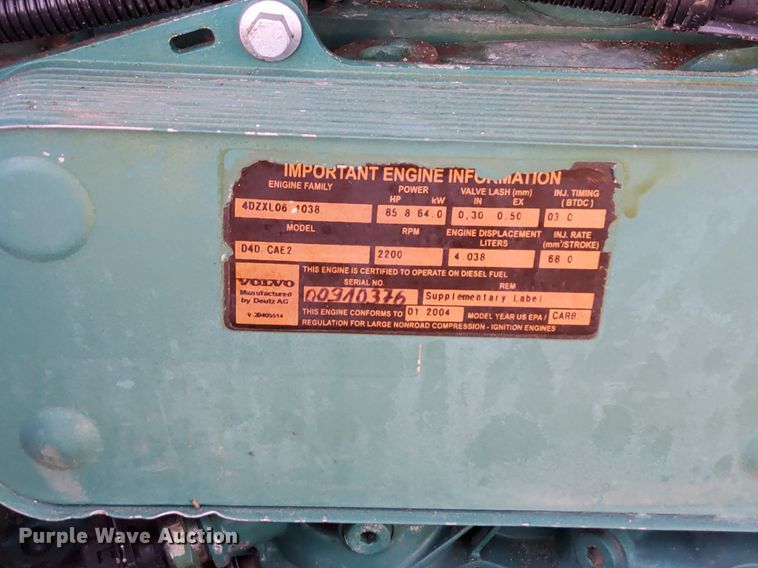 IMPORTANT ENGINE INFORMATION
ENIGINE FAMILY POWER VALVE LASH (mm) INJ. TIMING
HP kW IN EX (BTDC)
1038 85 8 64.0 0,30 0.50 03 0
MODEL RPM ENGINE DISPLACEMENT LITERS INJ. RATE (mm³/STROKE)
D4D CAE2 2200 4.038 68 0
THIS ENGINE IS CERTIFIED TO OPERATE ON DIESEL FUEL
VOLVO SERIAL NO. REM
Manufactured by Deutz AG 00910376 Supplementary Label
THIS ENGINE CONFORMS TO 01 2004 MODEL YEAR US EPA / CARB.
REGULATION FOR LARGE NONROAD COMPRESSION - IGNITION ENGINES
Purple Wave Auction